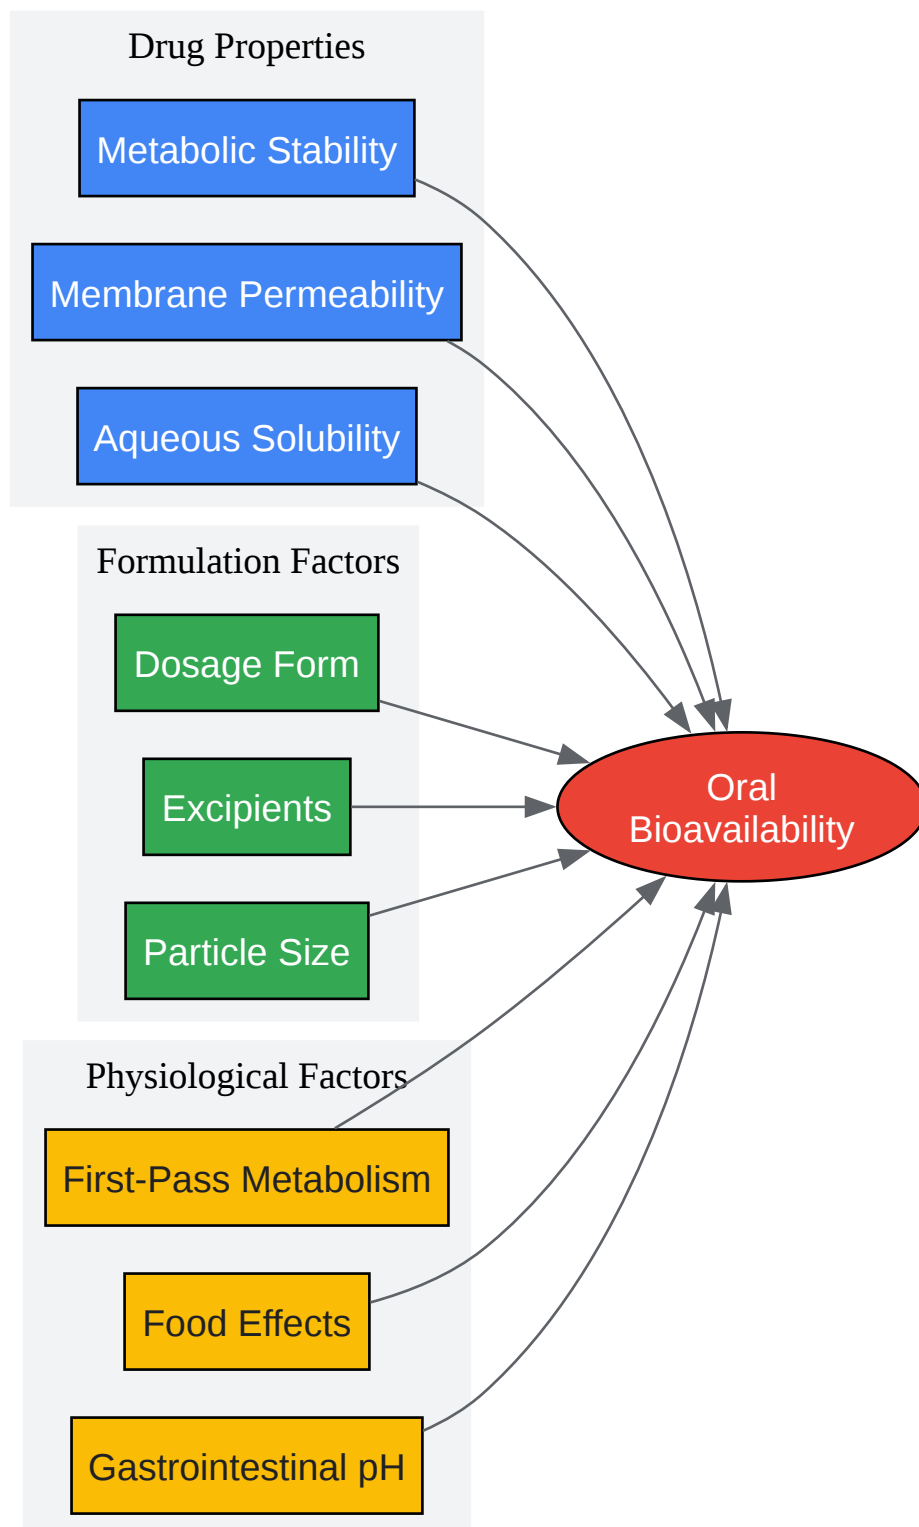 Drug Properties
Metabolic Stability
Membrane Permeability
Aqueous Solubility
Formulation Factors
Dosage Form
Excipients
Particle Size
Oral
Bioavailability
Physiological Factors
First-Pass Metabolism
Food Effects
Gastrointestinal pH